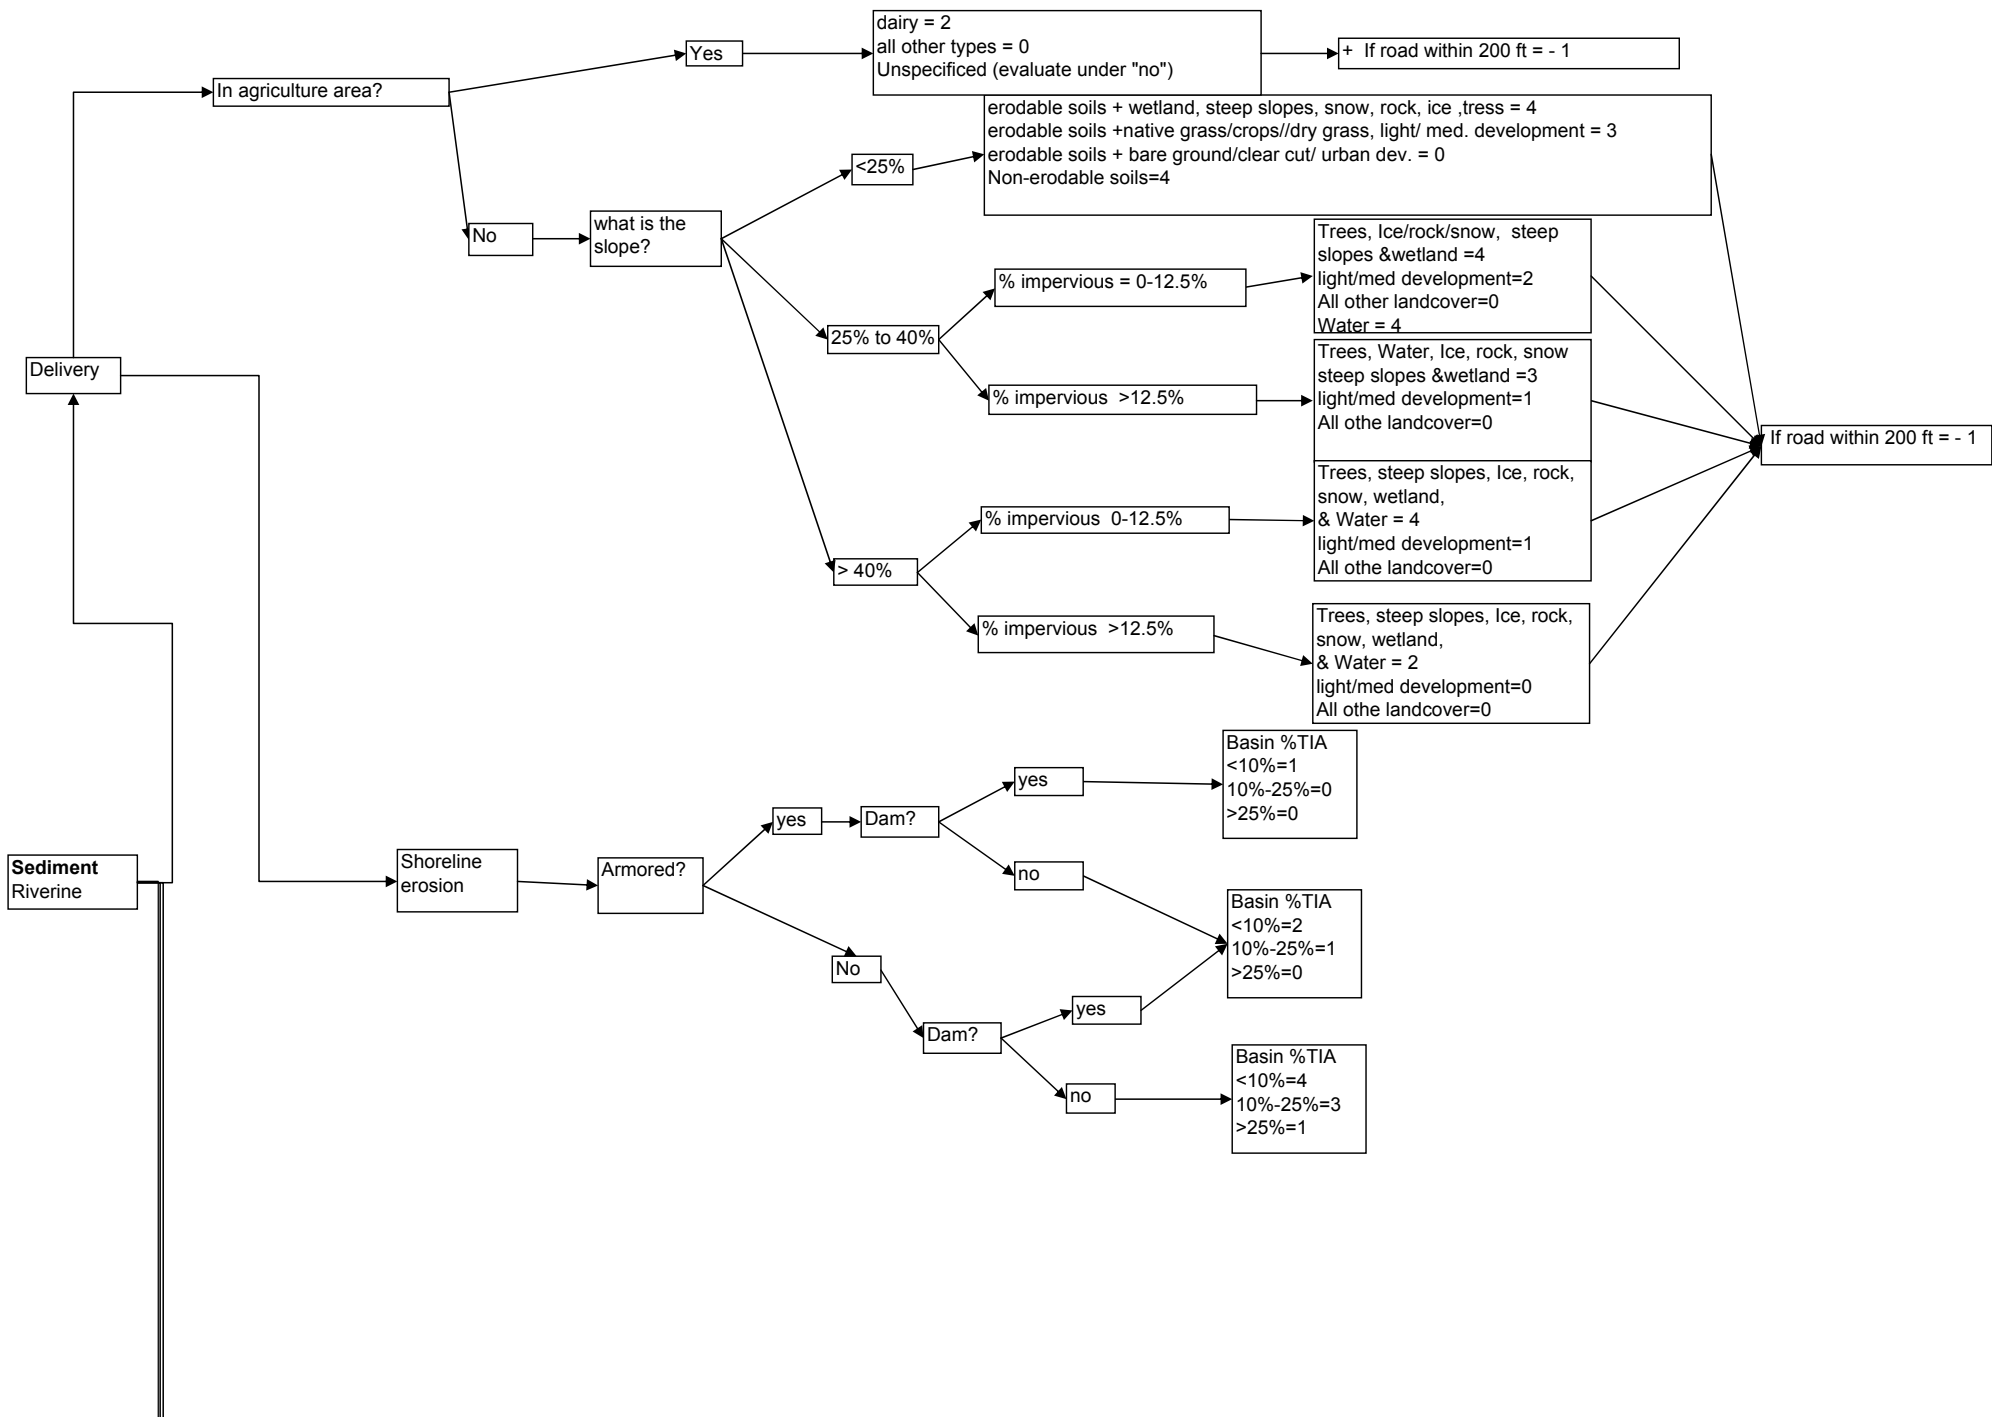 dairy = 2
all other types = 0
Unspecificed (evaluate under "no")
+ If road within 200 ft = - 1
Yes
In agriculture area?
erodable soils + wetland, steep slopes, snow, rock, ice ,tress = 4
erodable soils +native grass/crops//dry grass, light/ med. development = 3
erodable soils + bare ground/clear cut/ urban dev. = 0
Non-erodable soils=4
<25%
No
what is the
slope?
Trees, Ice/rock/snow, steep
slopes &wetland =4
light/med development=2
All other landcover=0
Water = 4
% impervious = 0-12.5%
25% to 40%
Trees, Water, Ice, rock, snow
steep slopes &wetland =3
light/med development=1
All othe landcover=0
% impervious >12.5%
Delivery
If road within 200 ft = - 1
Trees, steep slopes, Ice, rock,
snow, wetland,
& Water = 4
light/med development=1
All othe landcover=0
% impervious 0-12.5%
> 40%
% impervious >12.5%
Trees, steep slopes, Ice, rock,
snow, wetland,
& Water = 2
light/med development=0
All othe landcover=0
Basin %TIA
<10%=1
10%-25%=0
>25%=0
yes
yes
Dam?
Sediment
Riverine
Shoreline
erosion
Armored?
no
Basin %TIA
<10%=2
10%-25%=1
>25%=0
No
yes
Dam?
Basin %TIA
<10%=4
10%-25%=3
>25%=1
no